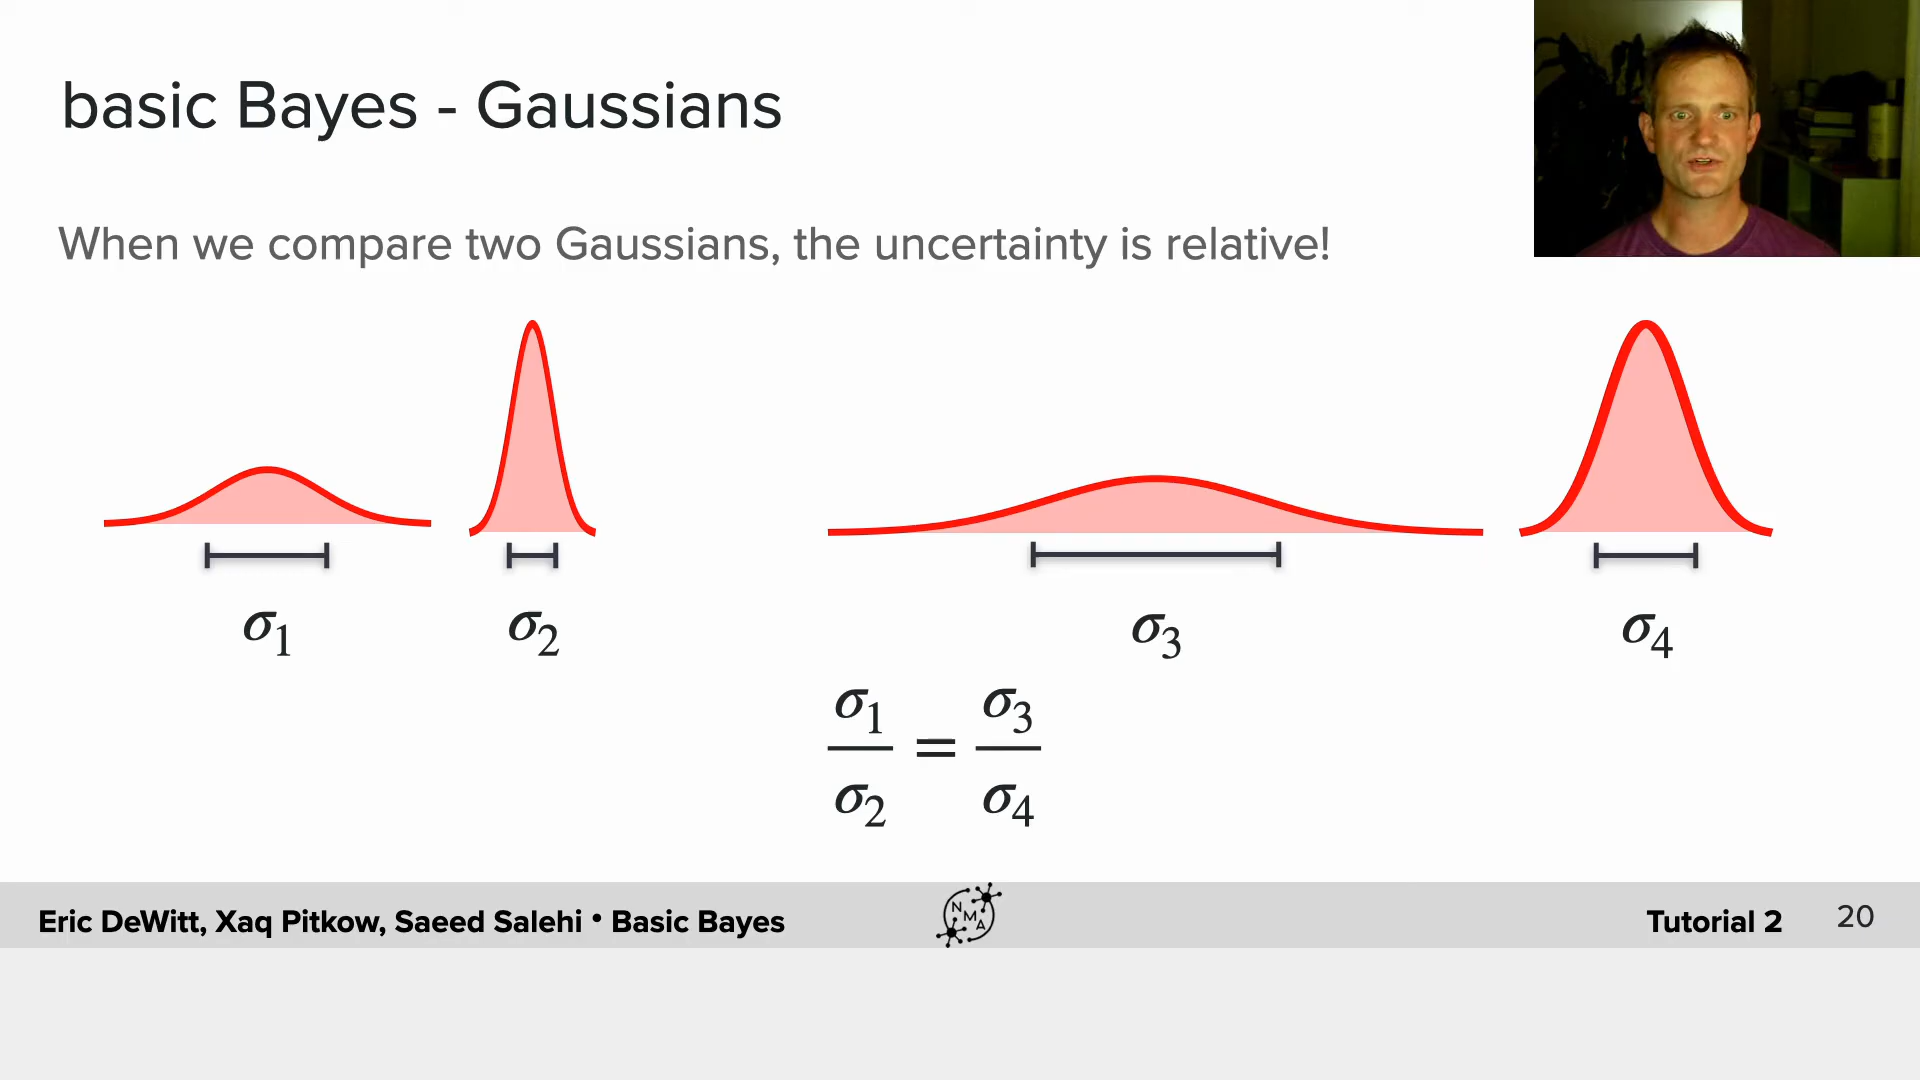 basic Bayes - Gaussians
When we compare two Gaussians, the uncertainty is relative!
σ1 σ2 σ3 σ4
σ1/σ2 = σ3/σ4
Eric DeWitt, Xaq Pitkow, Saeed Salehi • Basic Bayes
NMA
Tutorial 2
20